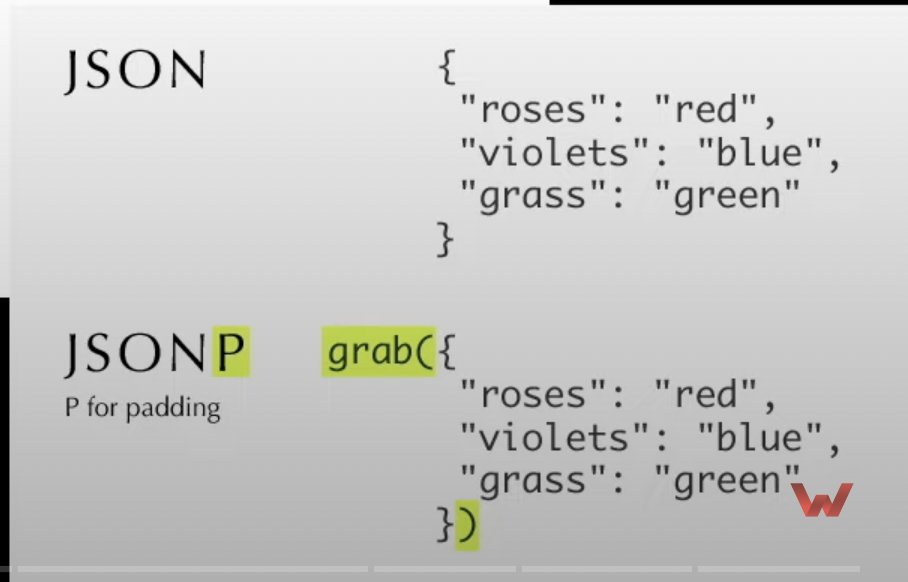 JSON
{
"roses": "red",
"violets": "blue",
"grass": "green"
}
JSONP
P for padding
grab({
"roses": "red",
"violets": "blue",
"grass": "green"
})
W